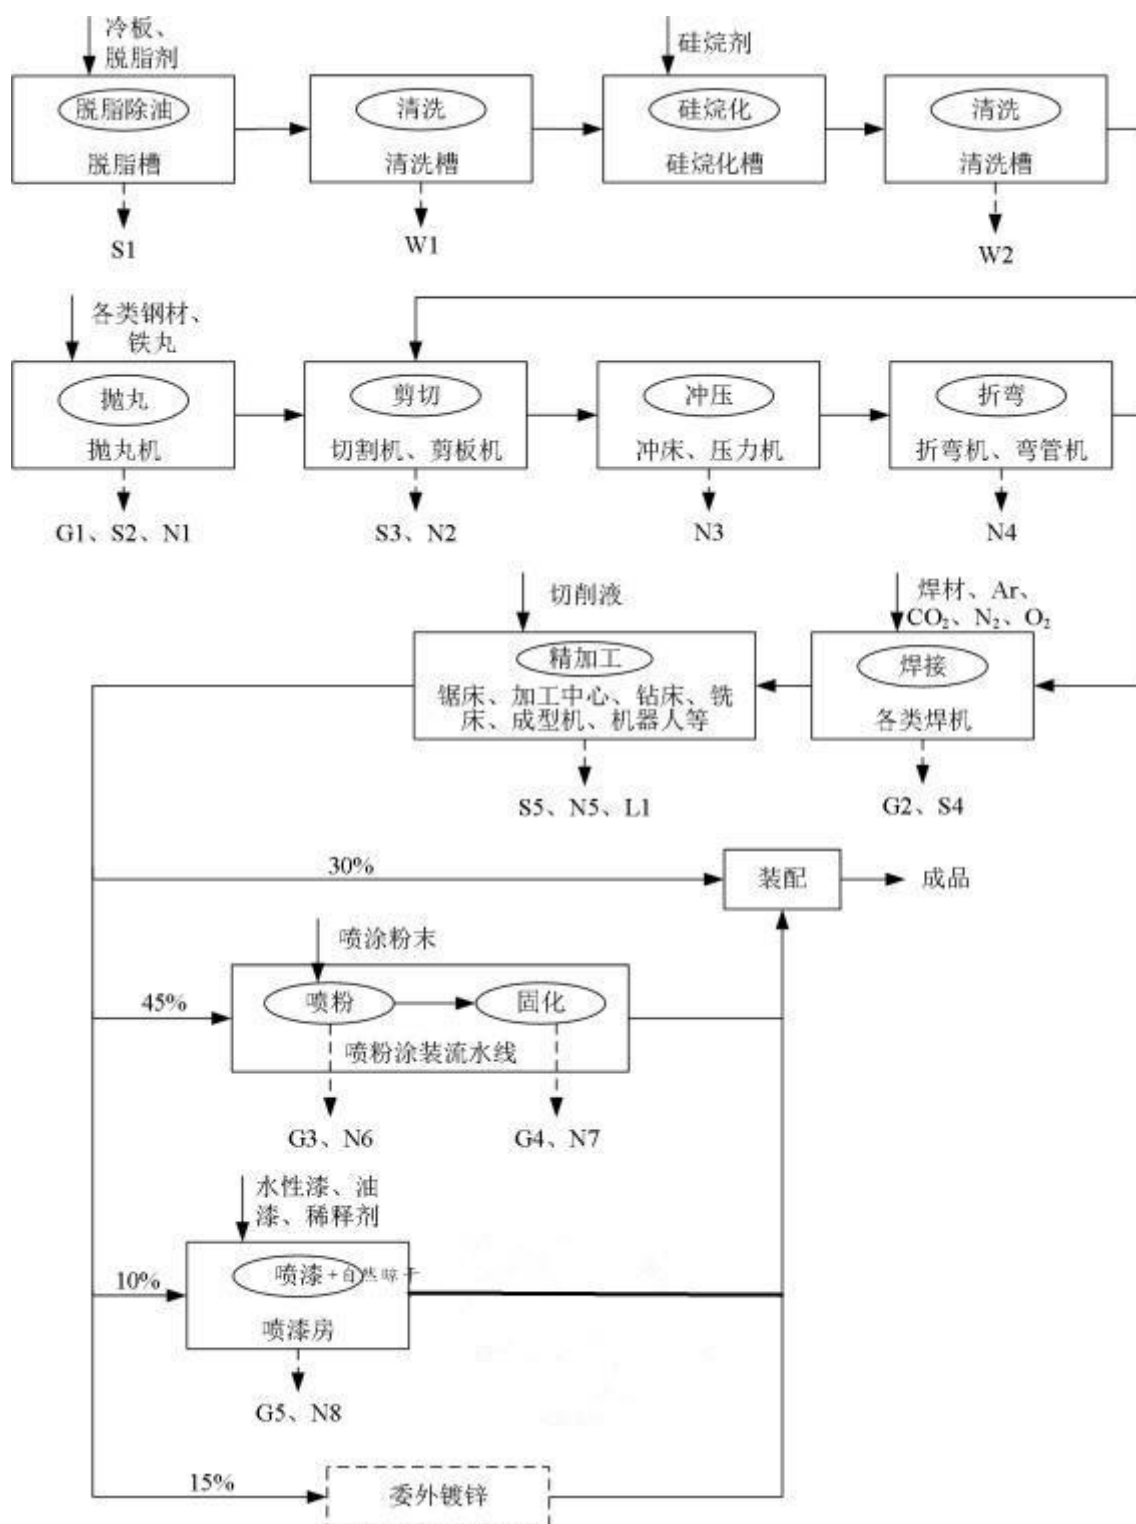 冷板、
脱脂剂
硅烷剂
脱脂除油
清洗
硅烷化
清洗
脱脂槽
清洗槽
硅烷化槽
清洗槽
S1
W1
W2
各类钢材、
铁丸
抛丸
剪切
冲压
折弯
抛丸机
切割机、剪板机
冲床、压力机
折弯机、弯管机
G1、S2、N1
S3、N2
N3
N4
切削液
焊材、Ar、
CO₂、N₂、O₂
精加工
焊接
锯床、加工中心、钻床、铣
床、成型机、机器人等
各类焊机
S5、N5、L1
G2、S4
30%
装配
成品
喷涂粉末
45%
喷粉
固化
喷粉涂装流水线
G3、N6
G4、N7
水性漆、油
漆、稀释剂
10%
喷漆+自然晾干
喷漆房
G5、N8
15%
委外镀锌